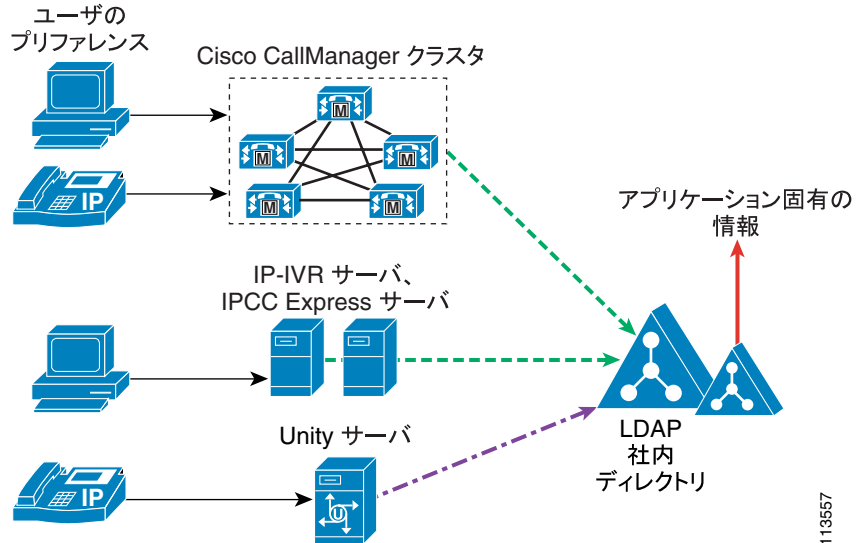 ユーザの
プリファレンス
Cisco CallManager クラスタ
M
M
M
M
M
IP
アプリケーション固有の
情報
IP-IVR サーバ、
IPCC Express サーバ
LDAP
社内
ディレクトリ
Unity サーバ
IP
U
113557